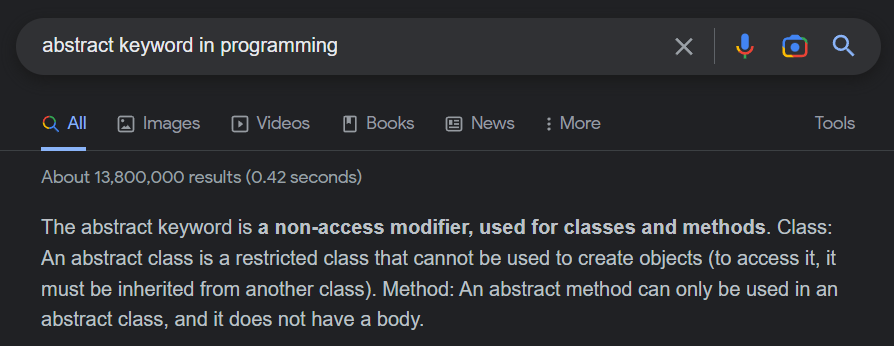 abstract keyword in programming
All Images Videos Books News More Tools
About 13,800,000 results (0.42 seconds)
The abstract keyword is a non-access modifier, used for classes and methods. Class:
An abstract class is a restricted class that cannot be used to create objects (to access it, it
must be inherited from another class). Method: An abstract method can only be used in an
abstract class, and it does not have a body.